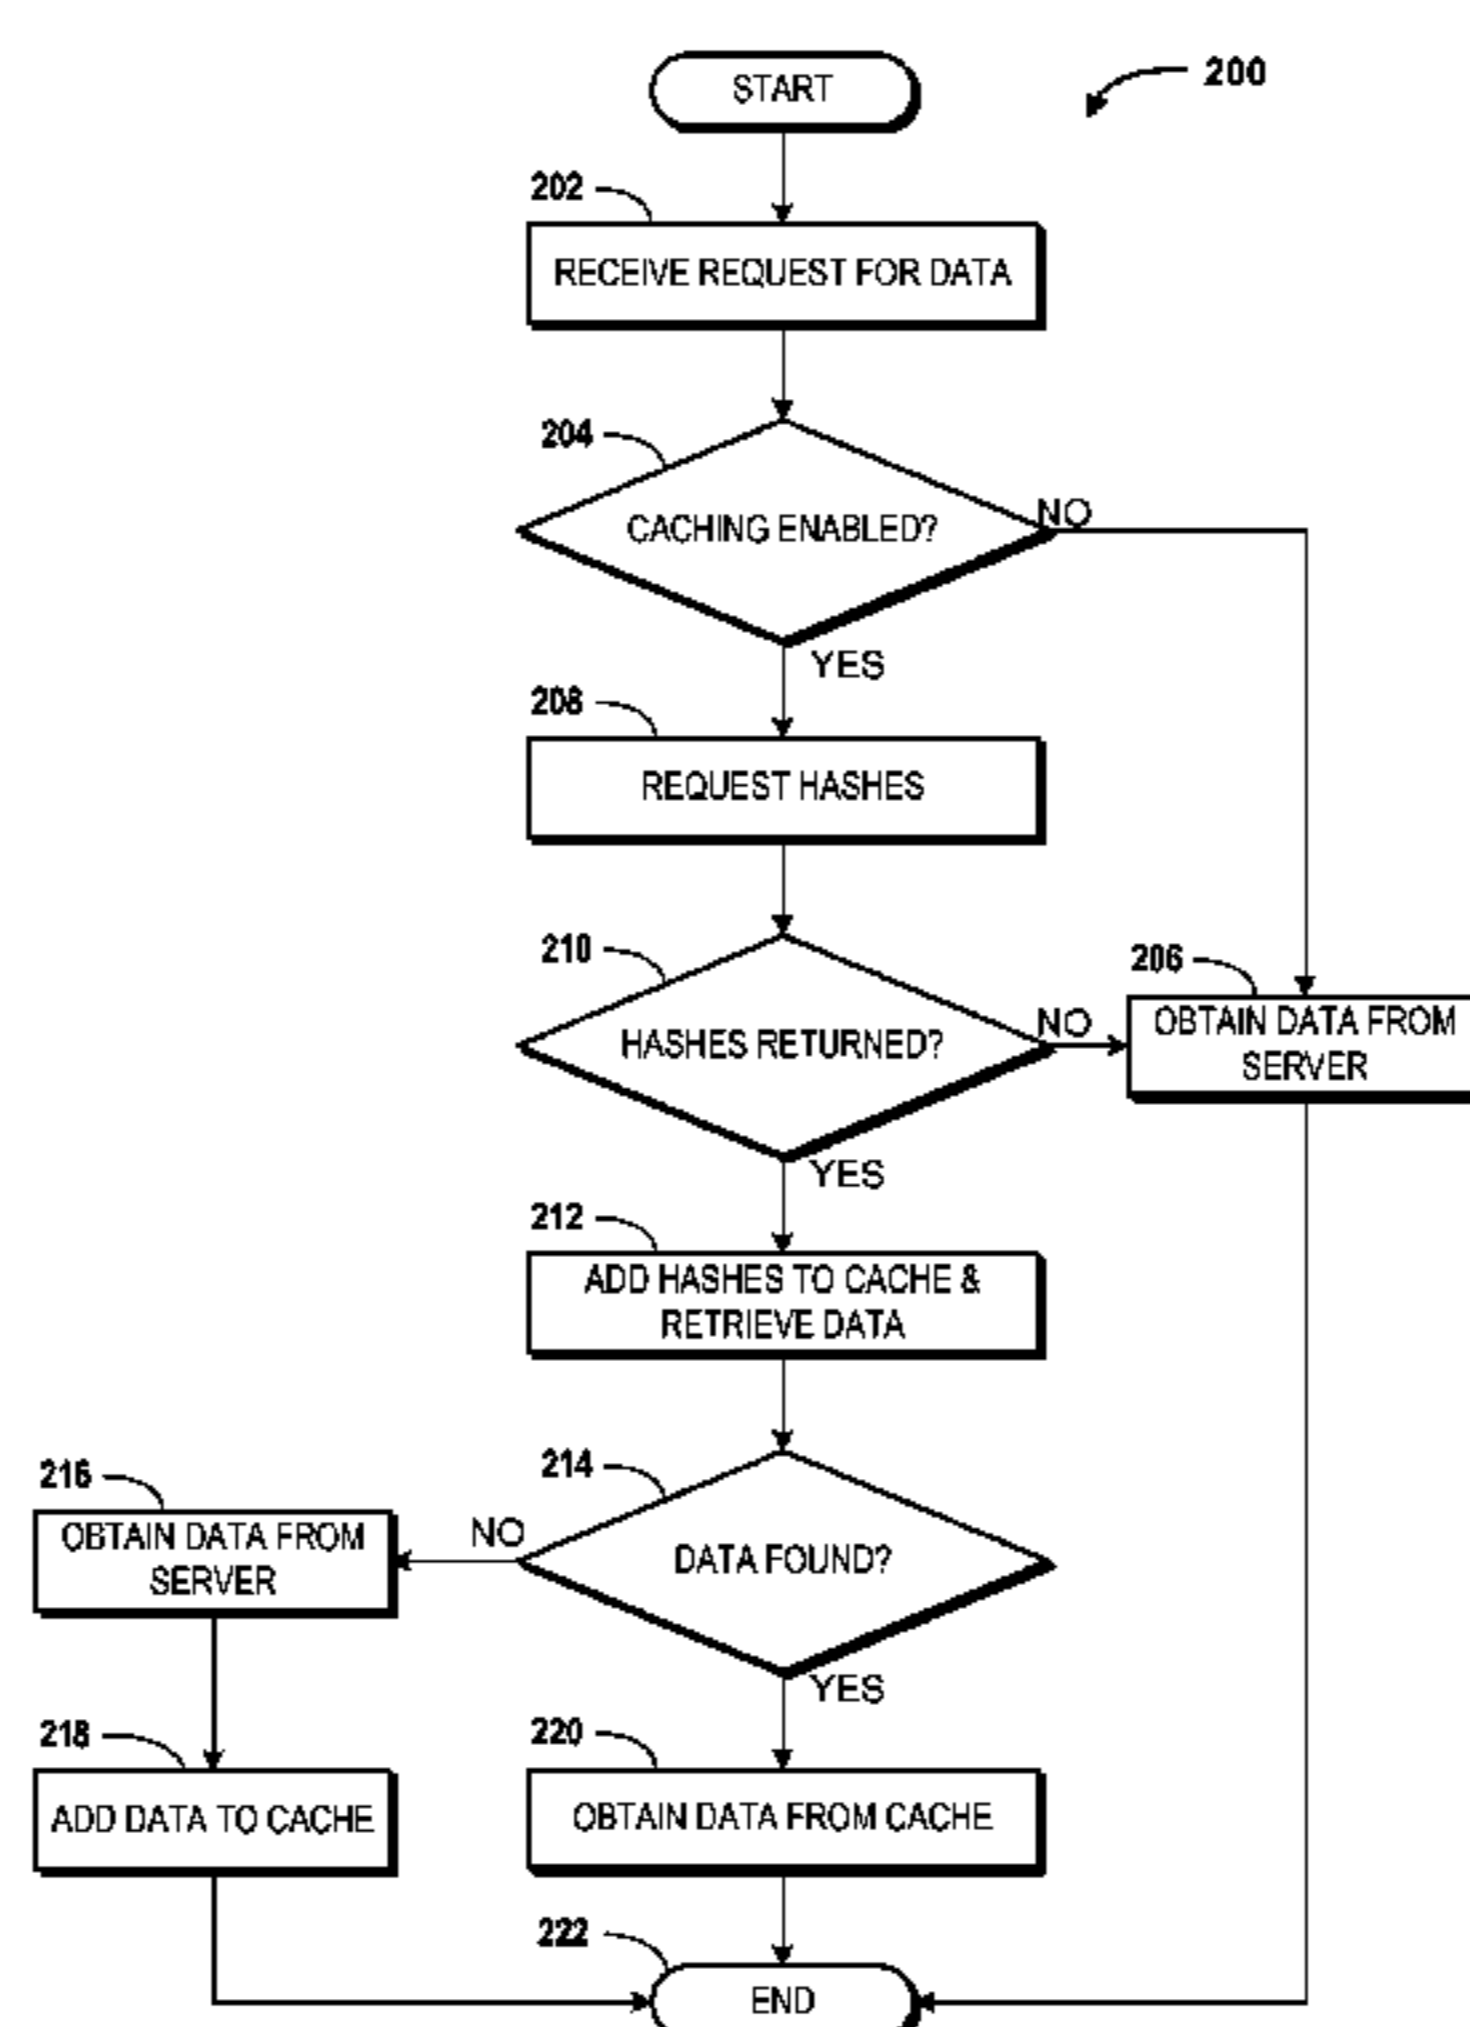 START
200
202
RECEIVE REQUEST FOR DATA
204
CACHING ENABLED?
NO
YES
208
REQUEST HASHES
210
HASHES RETURNED?
NO
206
OBTAIN DATA FROM
SERVER
YES
212
ADD HASHES TO CACHE &
RETRIEVE DATA
214
DATA FOUND?
NO
216
OBTAIN DATA FROM
SERVER
YES
218
ADD DATA TO CACHE
220
OBTAIN DATA FROM CACHE
222
END